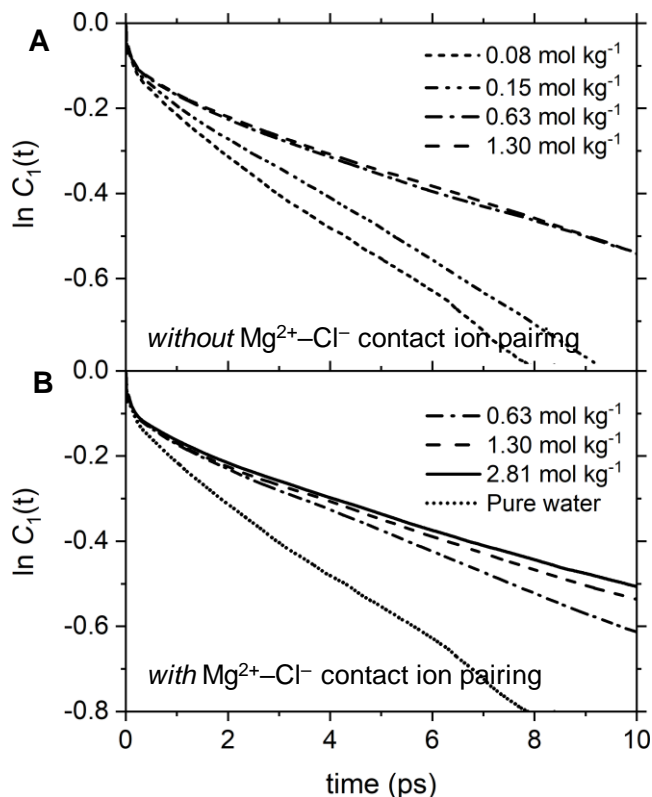 A
0.0
-0.2
-0.4
-0.6
ln C₁(t)
0.08 mol kg⁻¹
0.15 mol kg⁻¹
0.63 mol kg⁻¹
1.30 mol kg⁻¹
without Mg²⁺–Cl⁻ contact ion pairing
B
0.0
-0.2
-0.4
-0.6
-0.8
ln C₁(t)
0.63 mol kg⁻¹
1.30 mol kg⁻¹
2.81 mol kg⁻¹
Pure water
with Mg²⁺–Cl⁻ contact ion pairing
0 2 4 6 8 10
time (ps)